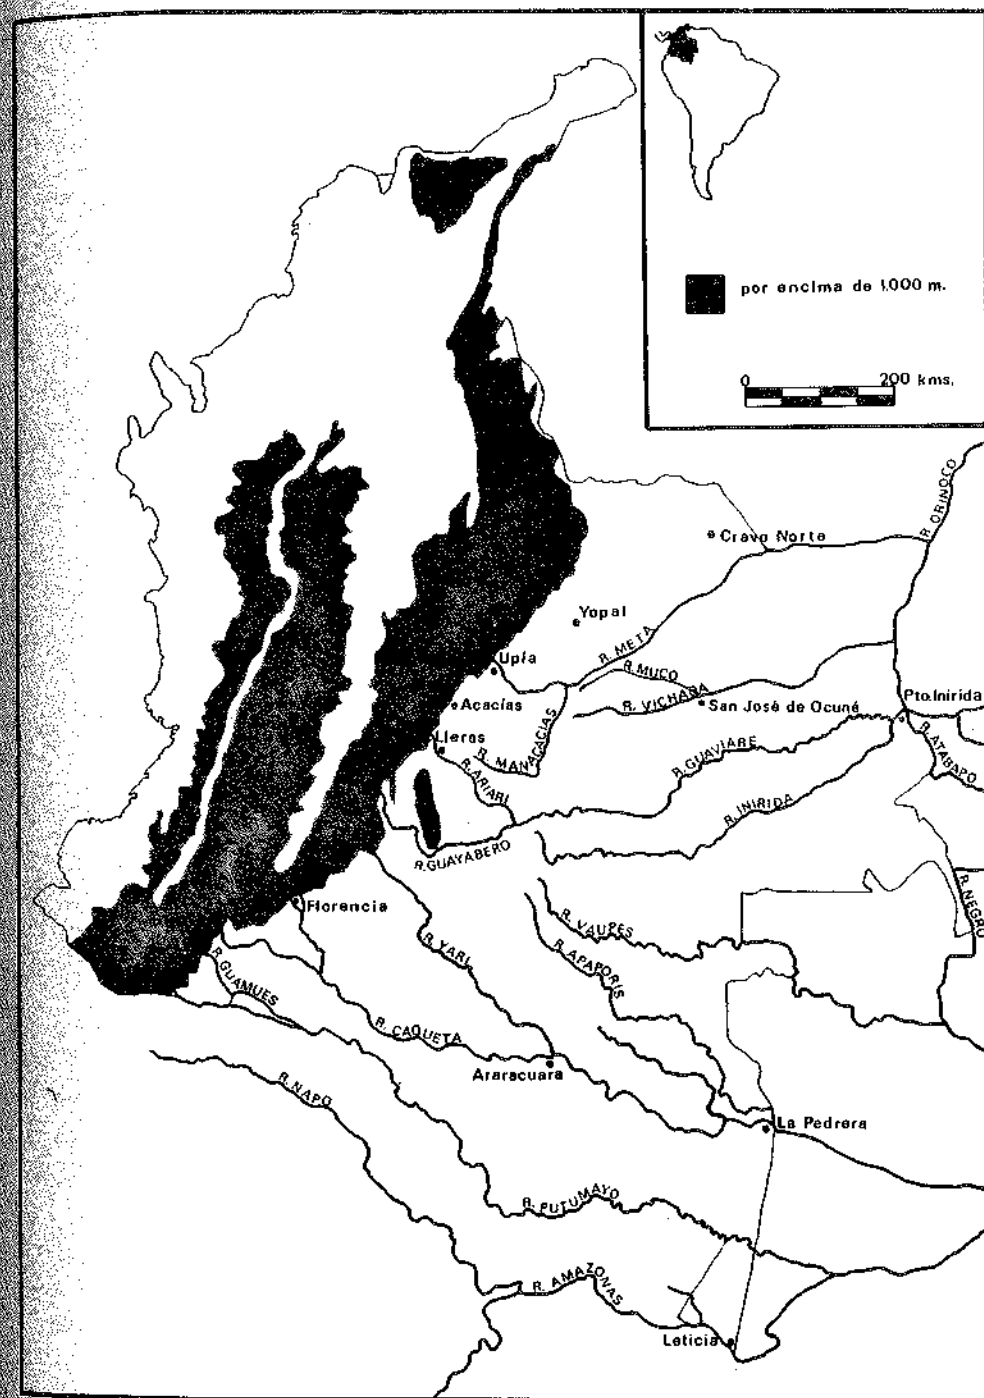 por encima de 1.000 m.
0 200 kms.
R. ORINOCO
Cravo Norte
Yopal
R. META
Upía
R. MUCO
R. VICHADA
Acacías
San José de Ocuné
Pto.Inirida
Lleras
R. MANACACIAS
R. GUAVIARE
R. ATABAPO
R. ARIARI
R. INIRIDA
R. GUAYABERO
Florencia
R. NEGRO
R. VAUPES
R. YARI
R. APAPORIS
R. GUAMUES
R. CAQUETA
Araracuara
R. NAPO
La Pedrera
R. PUTUMAYO
R. AMAZONAS
Leticia